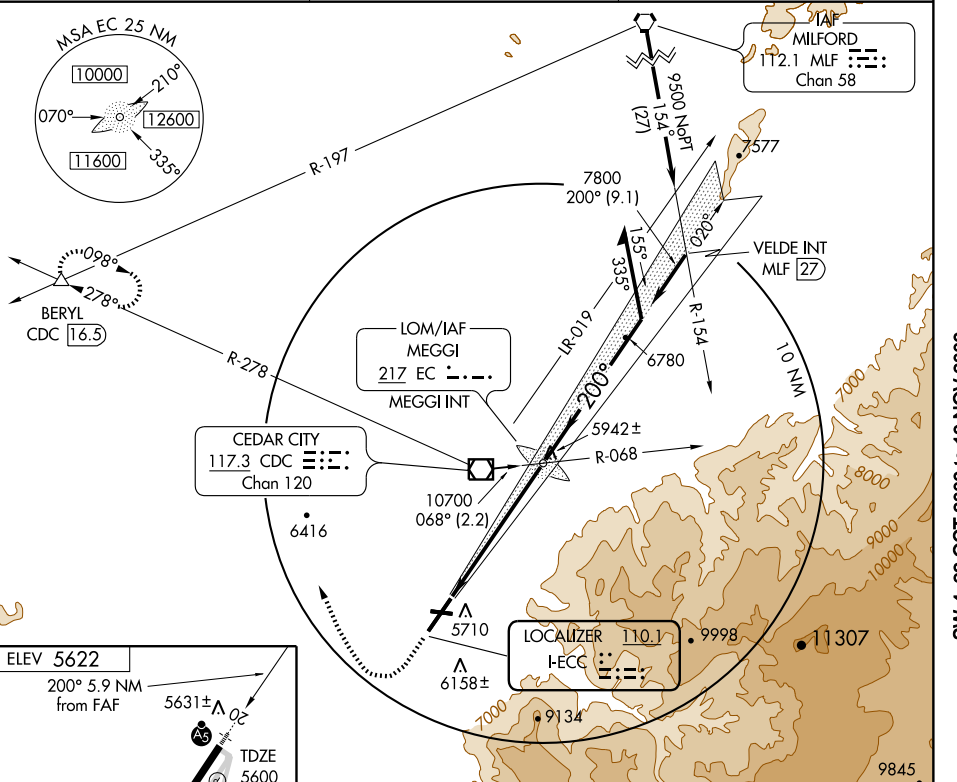 MSA EC 25 NM
10000
210°
070°
12600
11600
335°
IAF
MILFORD
112.1 MLF
Chan 58
9500 NoPT
154°
(27)
R-197
7577
7800
200° (9.1)
020°
155°
335°
VELDE INT
MLF 27
098°
278°
BERYL
CDC 16.5
R-278
LR-019
R-154
LOM/IAF
MEGGI
217 EC
MEGGI INT
6780
10 NM
200°
7000
5942±
R-068
CEDAR CITY
117.3 CDC
Chan 120
8000
10700
068° (2.2)
6416
9000
10000
5710
LOCALIZER 110.1
I-ECC
9998
11307
6158±
7000
9134
9845
ELEV 5622
200° 5.9 NM
from FAF
5631±
20
A5
TDZE
5600